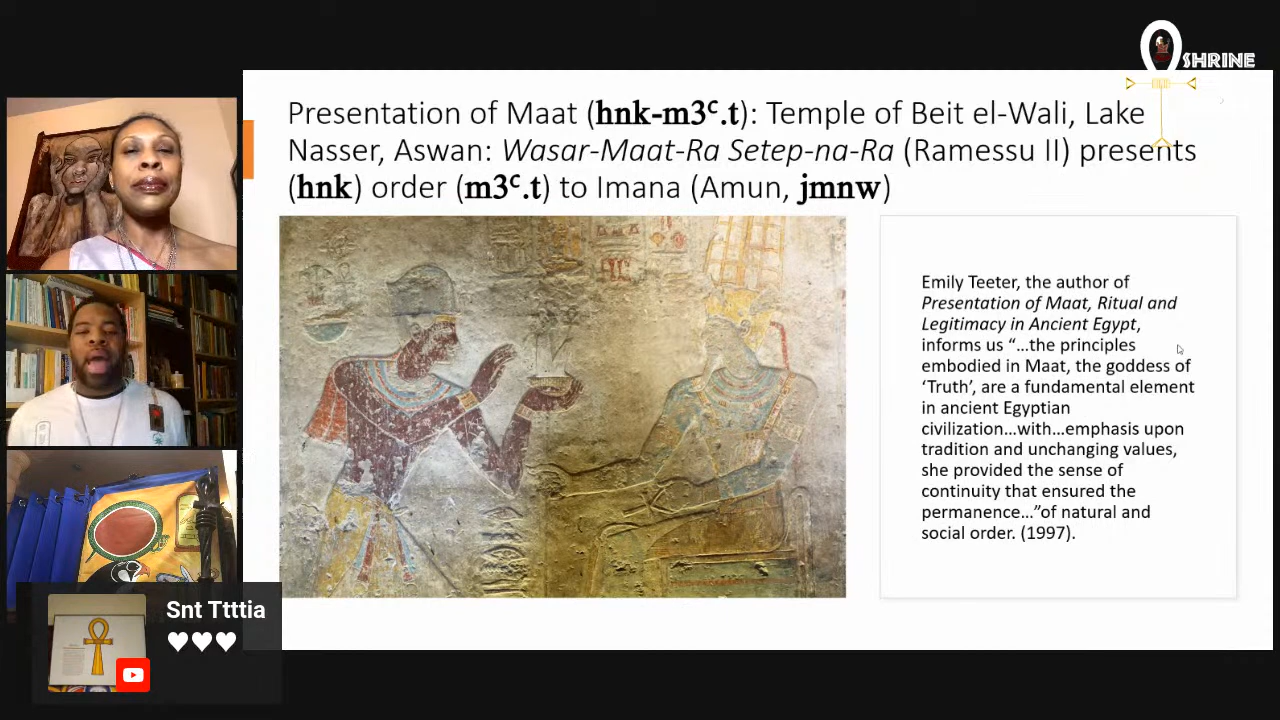 SHRINE
Presentation of Maat (hnk-m3ꜥ.t): Temple of Beit el-Wali, Lake
Nasser, Aswan: Wasar-Maat-Ra Setep-na-Ra (Ramessu II) presents
(hnk) order (m3ꜥ.t) to Imana (Amun, jmnw)
Emily Teeter, the author of
Presentation of Maat, Ritual and
Legitimacy in Ancient Egypt,
informs us “…the principles
embodied in Maat, the goddess of
‘Truth’, are a fundamental element
in ancient Egyptian
civilization…with…emphasis upon
tradition and unchanging values,
she provided the sense of
continuity that ensured the
permanence…”of natural and
social order. (1997).
Snt Ttttia